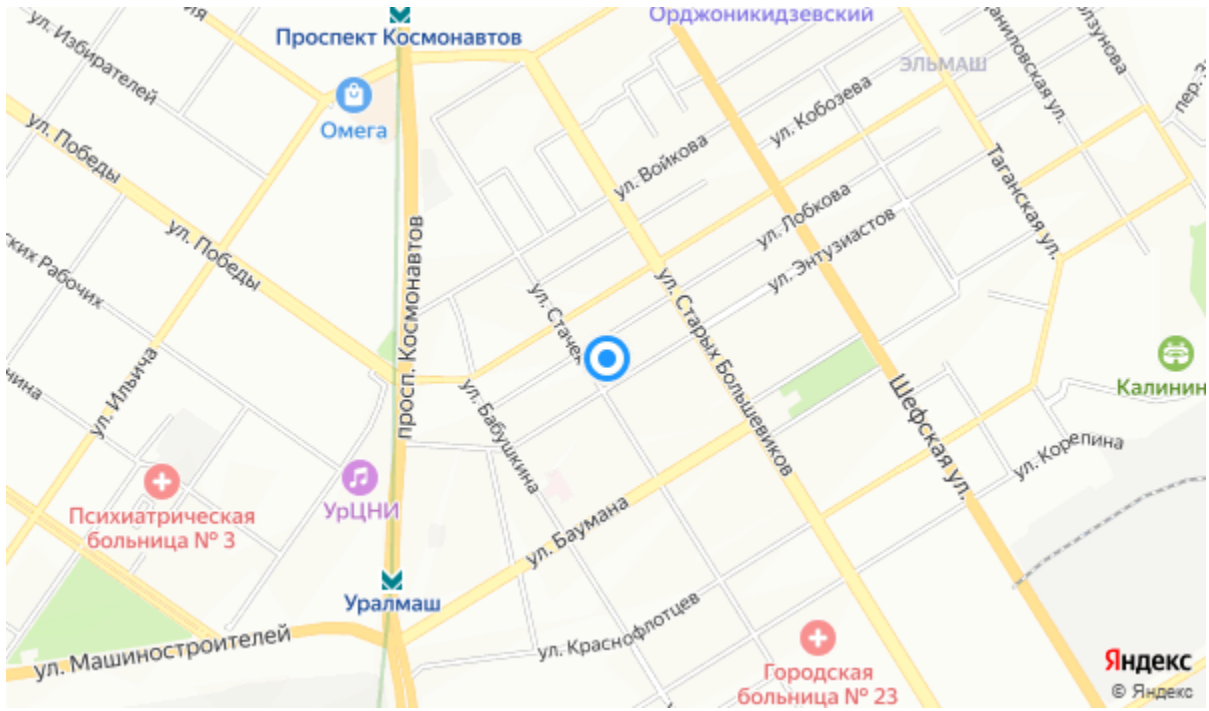 Орджоникидзевский
ул. Избирателей
Проспект Космонавтов
ЭЛЬМАШ
Омега
ул. Победы
ул. Кобозева
ул. Войкова
Таганская ул.
ул. Победы
просп. Космонавтов
ул. Лобкова
ул. Энтузиастов
ул. Стачек
ул. Старых Большевиков
ул. Ильича
ул. Бабушкина
Шефская ул.
Калинин
ул. Корепина
Психиатрическая
больница № 3
УрЦНИ
ул. Баумана
Уралмаш
ул. Машиностроителей
ул. Краснофлотцев
Городская
больница № 23
Яндекс
© Яндекс